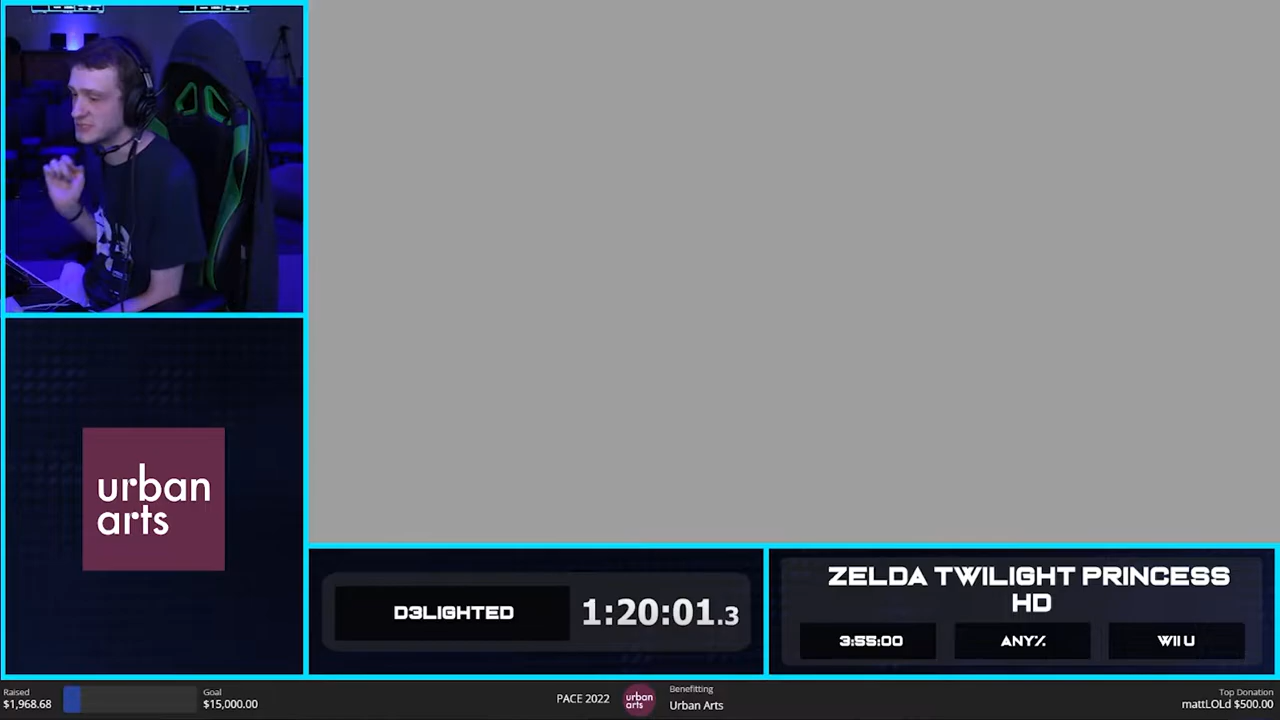 urban
arts
D3LIGHTED
1:20:01.3
ZELDA TWILIGHT PRINCESS
HD
3:55:00
ANY%
WII U
Raised
$1,968.68
Goal
$15,000.00
PACE 2022
urban
arts
Benefitting
Urban Arts
Top Donation
mattLOLd $500.00